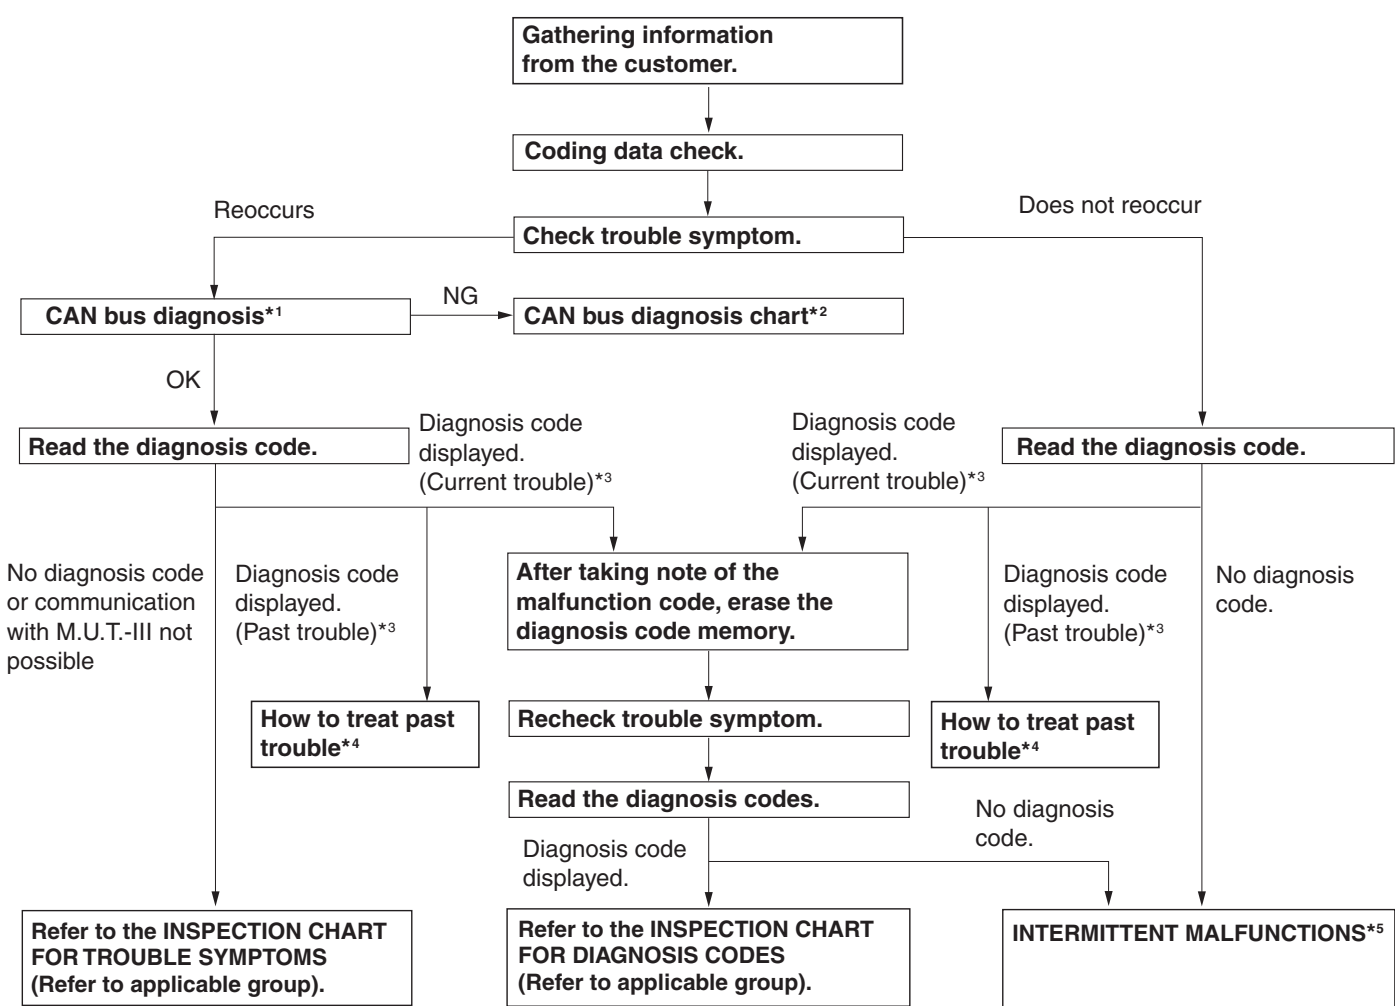 Gathering information
from the customer.
Coding data check.
Reoccurs
Does not reoccur
Check trouble symptom.
CAN bus diagnosis*1
NG
CAN bus diagnosis chart*2
OK
Read the diagnosis code.
Diagnosis code
displayed.
(Current trouble)*3
Diagnosis code
displayed.
(Current trouble)*3
Read the diagnosis code.
No diagnosis code
or communication
with M.U.T.-III not
possible
Diagnosis code
displayed.
(Past trouble)*3
After taking note of the
malfunction code, erase the
diagnosis code memory.
Diagnosis code
displayed.
(Past trouble)*3
No diagnosis
code.
How to treat past
trouble*4
Recheck trouble symptom.
How to treat past
trouble*4
Read the diagnosis codes.
Diagnosis code
displayed.
No diagnosis
code.
Refer to the INSPECTION CHART
FOR TROUBLE SYMPTOMS
(Refer to applicable group).
Refer to the INSPECTION CHART
FOR DIAGNOSIS CODES
(Refer to applicable group).
INTERMITTENT MALFUNCTIONS*5